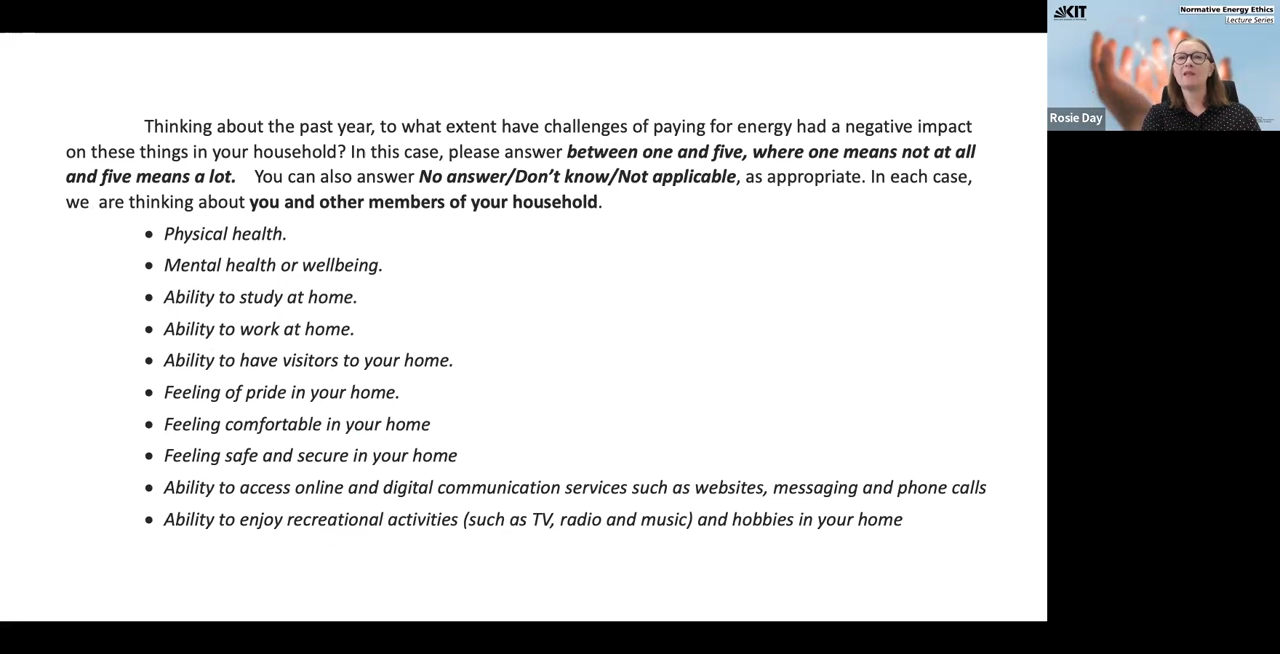 Thinking about the past year, to what extent have challenges of paying for energy had a negative impact
on these things in your household? In this case, please answer between one and five, where one means not at all
and five means a lot. You can also answer No answer/Don’t know/Not applicable, as appropriate. In each case,
we are thinking about you and other members of your household.
• Physical health.
• Mental health or wellbeing.
• Ability to study at home.
• Ability to work at home.
• Ability to have visitors to your home.
• Feeling of pride in your home.
• Feeling comfortable in your home
• Feeling safe and secure in your home
• Ability to access online and digital communication services such as websites, messaging and phone calls
• Ability to enjoy recreational activities (such as TV, radio and music) and hobbies in your home
KIT
Normative Energy Ethics
Lecture Series
Rosie Day